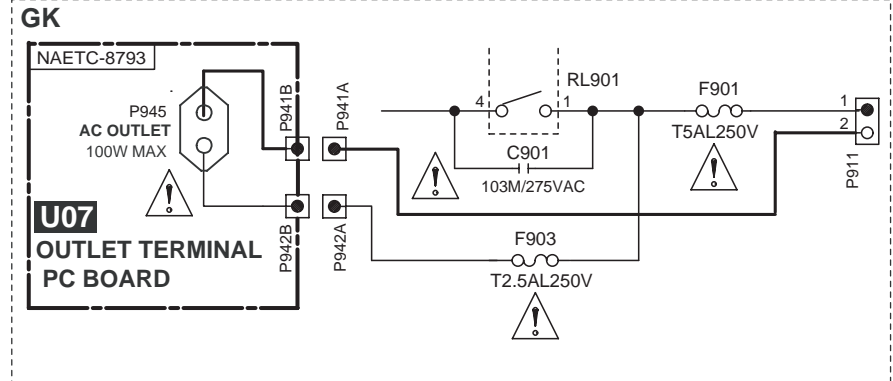 GK
NAETC-8793
P945
AC OUTLET
100W MAX
P941B
P941A
U07
OUTLET TERMINAL
PC BOARD
P942B
P942A
4
1
RL901
C901
103M/275VAC
F901
T5AL250V
1
2
P911
F903
T2.5AL250V
!
!
!
!